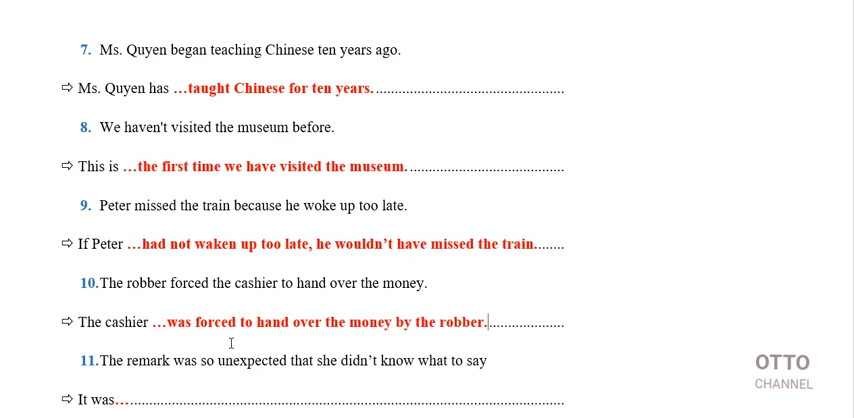 7. Ms. Quyen began teaching Chinese ten years ago.
⇨ Ms. Quyen has …taught Chinese for ten years...................................................
8. We haven't visited the museum before.
⇨ This is …the first time we have visited the museum..........................................
9. Peter missed the train because he woke up too late.
⇨ If Peter …had not waken up too late, he wouldn’t have missed the train........
10.The robber forced the cashier to hand over the money.
⇨ The cashier …was forced to hand over the money by the robber.....................
11.The remark was so unexpected that she didn’t know what to say
⇨ It was…....................................................................................................................
OTTO
CHANNEL